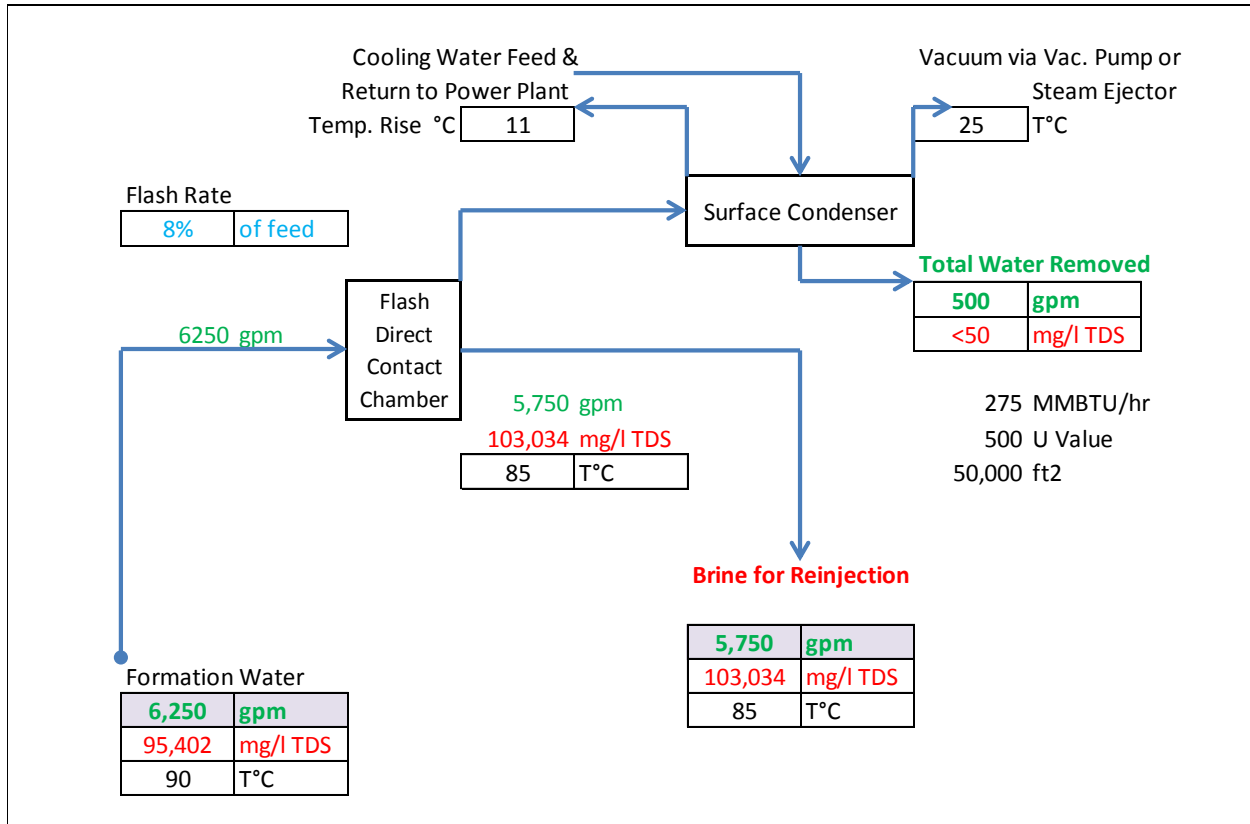 Cooling Water Feed &
Return to Power Plant
Temp. Rise °C 11
Vacuum via Vac. Pump or
Steam Ejector
25 T°C
Flash Rate
8% of feed
Surface Condenser
Total Water Removed
500 gpm
<50 mg/l TDS
Flash
Direct
Contact
Chamber
6250 gpm
5,750 gpm
103,034 mg/l TDS
85 T°C
275 MMBTU/hr
500 U Value
50,000 ft2
Brine for Reinjection
5,750 gpm
103,034 mg/l TDS
85 T°C
Formation Water
6,250 gpm
95,402 mg/l TDS
90 T°C